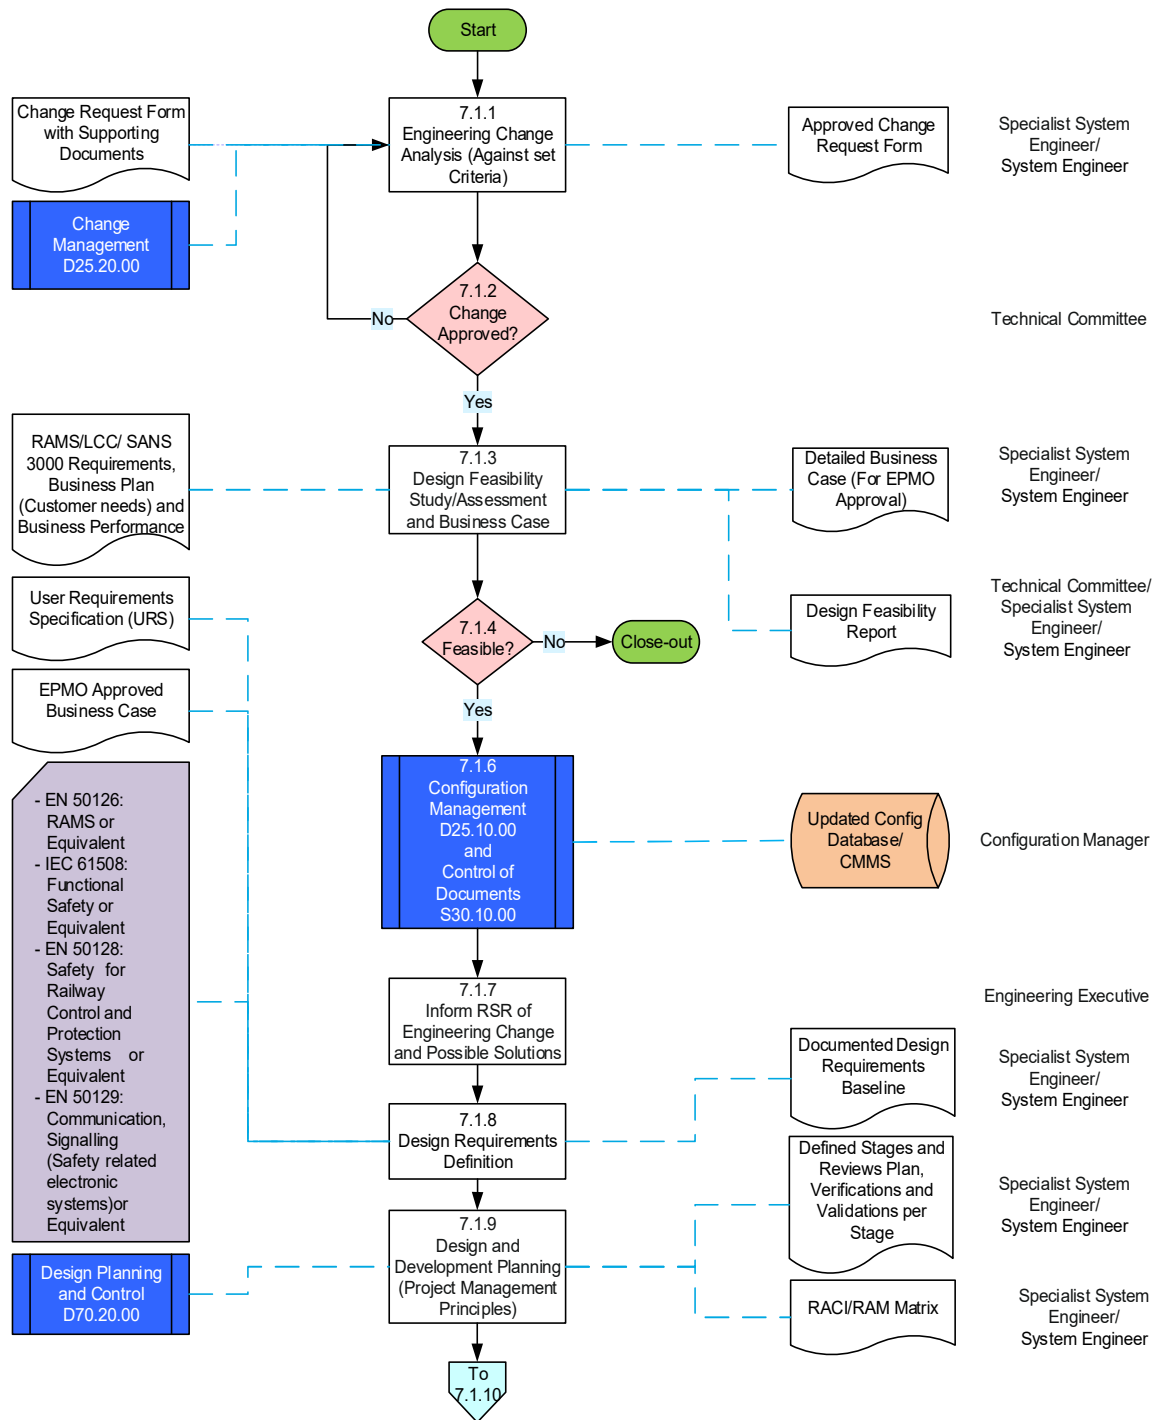 Start
Change Request Form
with Supporting
Documents
7.1.1
Engineering Change
Analysis (Against set
Criteria)
Approved Change
Request Form
Specialist System
Engineer/
System Engineer
Change
Management
D25.20.00
7.1.2
Change
Approved?
No
Technical Committee
Yes
RAMS/LCC/ SANS
3000 Requirements,
Business Plan
(Customer needs) and
Business Performance
7.1.3
Design Feasibility
Study/Assessment
and Business Case
Detailed Business
Case (For EPMO
Approval)
Specialist System
Engineer/
System Engineer
User Requirements
Specification (URS)
7.1.4
Feasible?
No
Close-out
Design Feasibility
Report
Technical Committee/
Specialist System
Engineer/
System Engineer
EPMO Approved
Business Case
Yes
7.1.6
Configuration
Management
D25.10.00
and
Control of
Documents
S30.10.00
Updated Config
Database/
CMMS
Configuration Manager
- EN 50126:
RAMS or
Equivalent
- IEC 61508:
Functional
Safety or
Equivalent
- EN 50128:
Safety for
Railway
Control and
Protection
Systems or
Equivalent
- EN 50129:
Communication,
Signalling
(Safety related
electronic
systems)or
Equivalent
7.1.7
Inform RSR of
Engineering Change
and Possible Solutions
Engineering Executive
7.1.8
Design Requirements
Definition
Documented Design
Requirements
Baseline
Specialist System
Engineer/
System Engineer
Defined Stages and
Reviews Plan,
Verifications and
Validations per
Stage
Specialist System
Engineer/
System Engineer
Design Planning
and Control
D70.20.00
7.1.9
Design and
Development Planning
(Project Management
Principles)
RACI/RAM Matrix
Specialist System
Engineer/
System Engineer
To
7.1.10